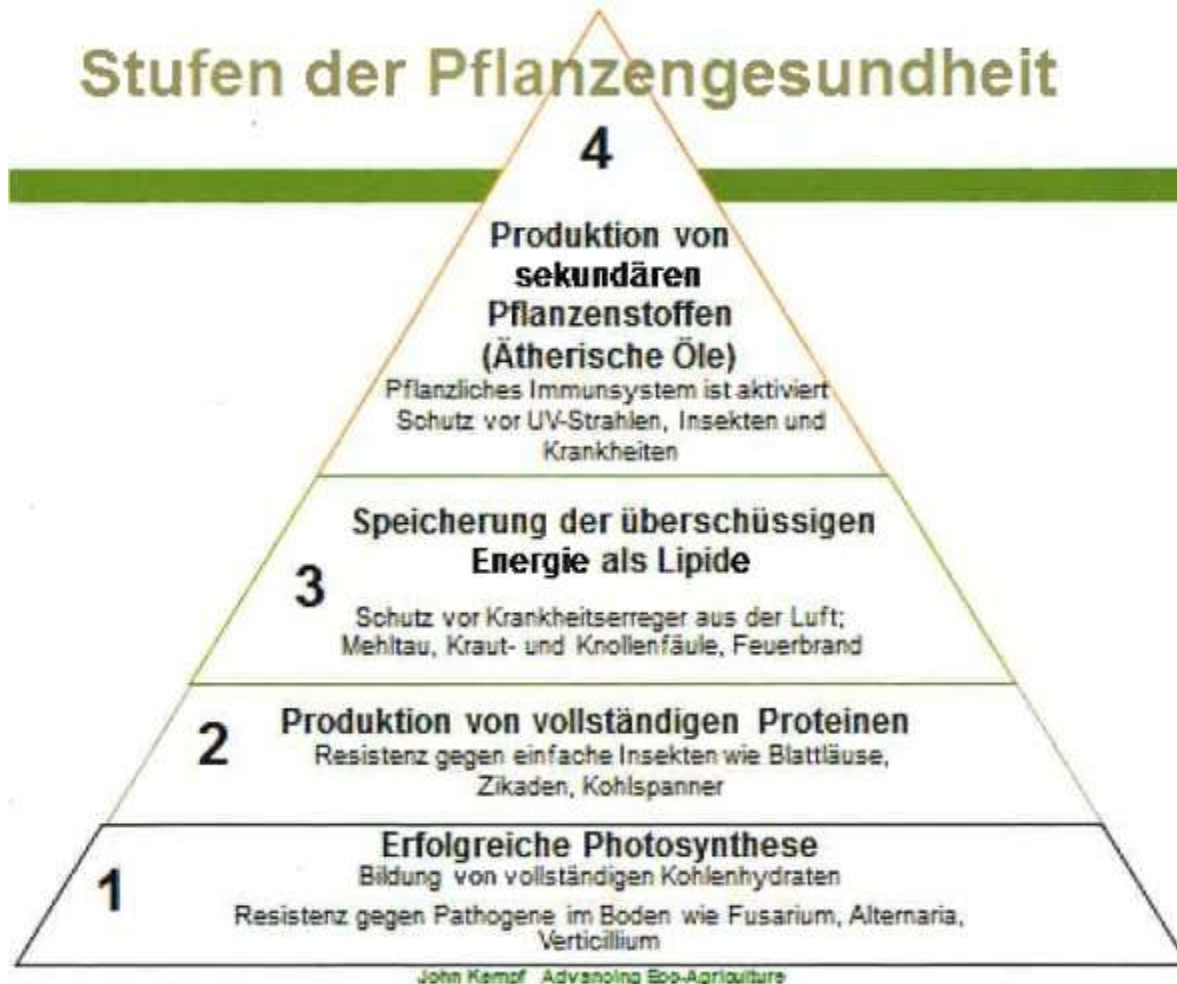 Stufen der Pflanzengesundheit
4
Produktion von
sekundären
Pflanzenstoffen
(Ätherische Öle)
Pflanzliches Immunsystem ist aktiviert
Schutz vor UV-Strahlen, Insekten und
Krankheiten
Speicherung der überschüssigen
Energie als Lipide
3
Schutz vor Krankheitserreger aus der Luft;
Mehltau, Kraut- und Knollenfäule, Feuerbrand
2
Produktion von vollständigen Proteinen
Resistenz gegen einfache Insekten wie Blattläuse,
Zikaden, Kohlspanner
Erfolgreiche Photosynthese
1
Bildung von vollständigen Kohlenhydraten
Resistenz gegen Pathogene im Boden wie Fusarium, Alternaria,
Verticillium
John Kempf Advancing Eco-Agriculture